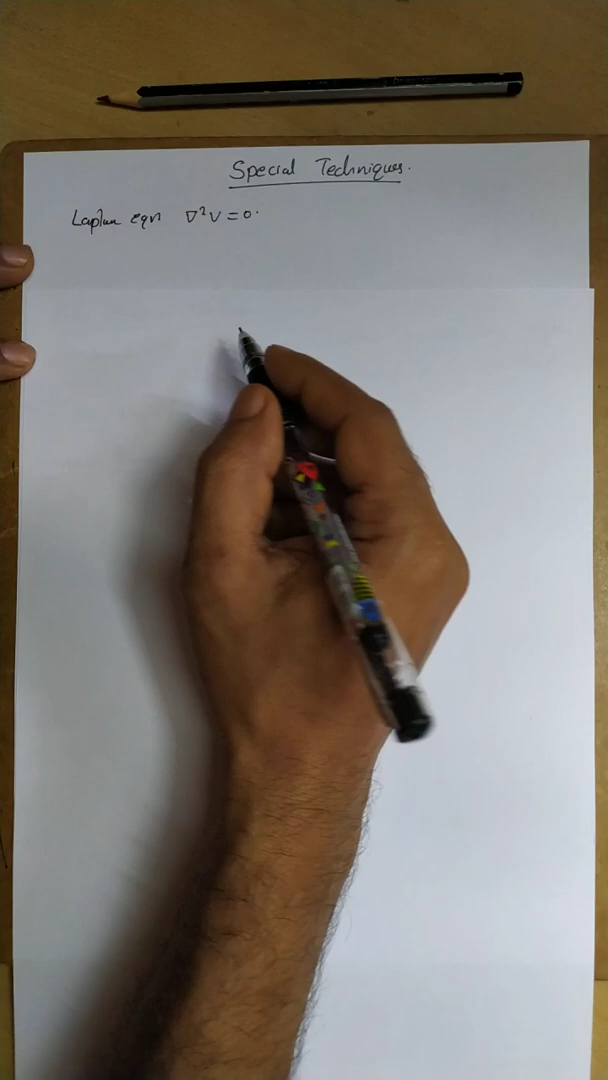 Special Techniques.
Laplace eqn ∇²V = 0.